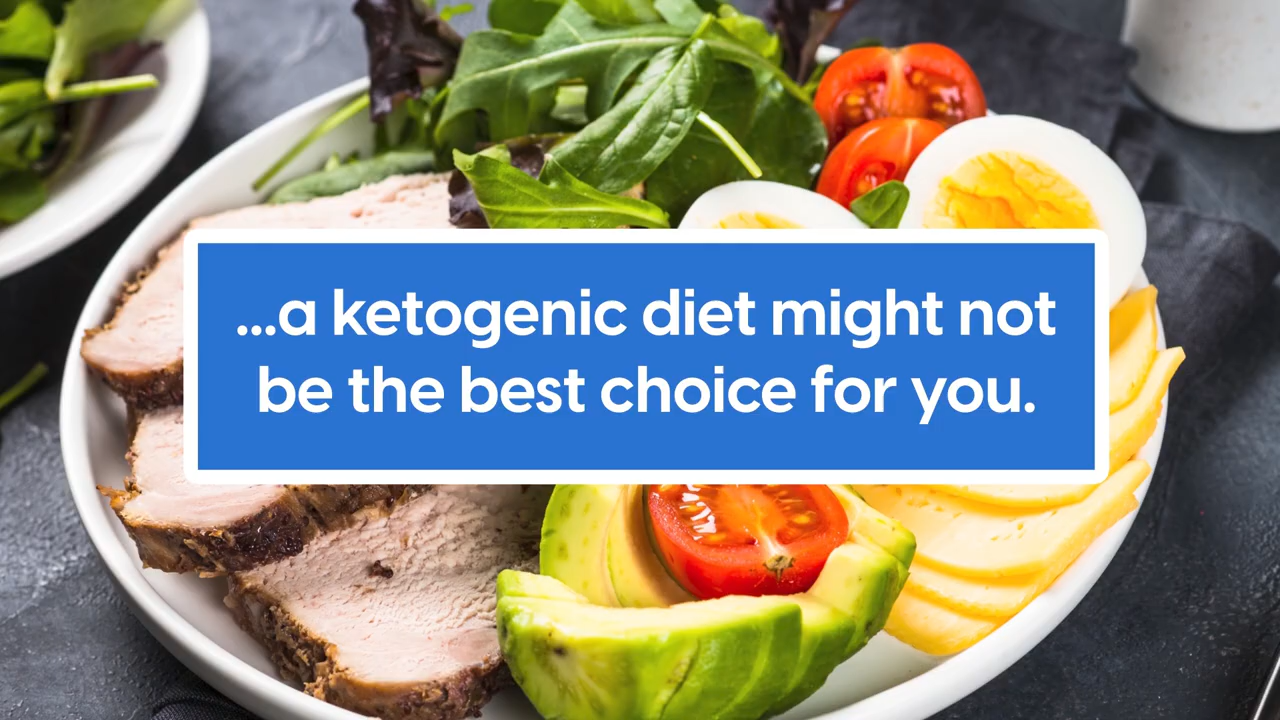 ...a ketogenic diet might not
be the best choice for you.